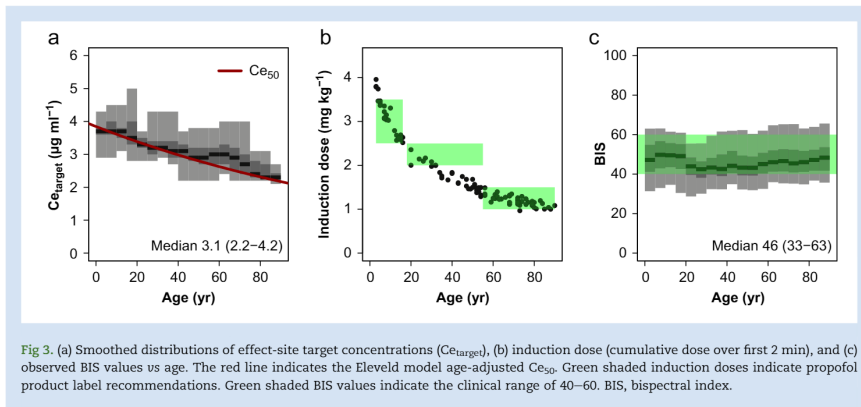 a
Ce_target (µg ml⁻¹)
6
5
4
3
2
1
0
Ce₅₀
Median 3.1 (2.2−4.2)
0 20 40 60 80
Age (yr)
b
Induction dose (mg kg⁻¹)
4
3
2
1
0
0 20 40 60 80
Age (yr)
c
BIS
100
80
60
40
20
0
Median 46 (33−63)
0 20 40 60 80
Age (yr)
Fig 3. (a) Smoothed distributions of effect-site target concentrations (Ce_target), (b) induction dose (cumulative dose over first 2 min), and (c)
observed BIS values vs age. The red line indicates the Eleveld model age-adjusted Ce₅₀. Green shaded induction doses indicate propofol
product label recommendations. Green shaded BIS values indicate the clinical range of 40−60. BIS, bispectral index.